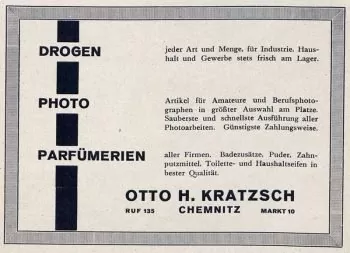 DROGEN jeder Art und Menge, für Industrie, Haus-
halt und Gewerbe stets frisch am Lager.
PHOTO Artikel für Amateure und Berufsphoto-
graphen in größter Auswahl am Platze.
Sauberste und schnellste Ausführung aller
Photoarbeiten. Günstigste Zahlungsweise.
PARFÜMERIEN aller Firmen. Badezusätze, Puder, Zahn-
putzmittel. Toilette- und Haushaltseifen in
bester Qualität.
OTTO H. KRATZSCH
RUF 135 CHEMNITZ MARKT 10